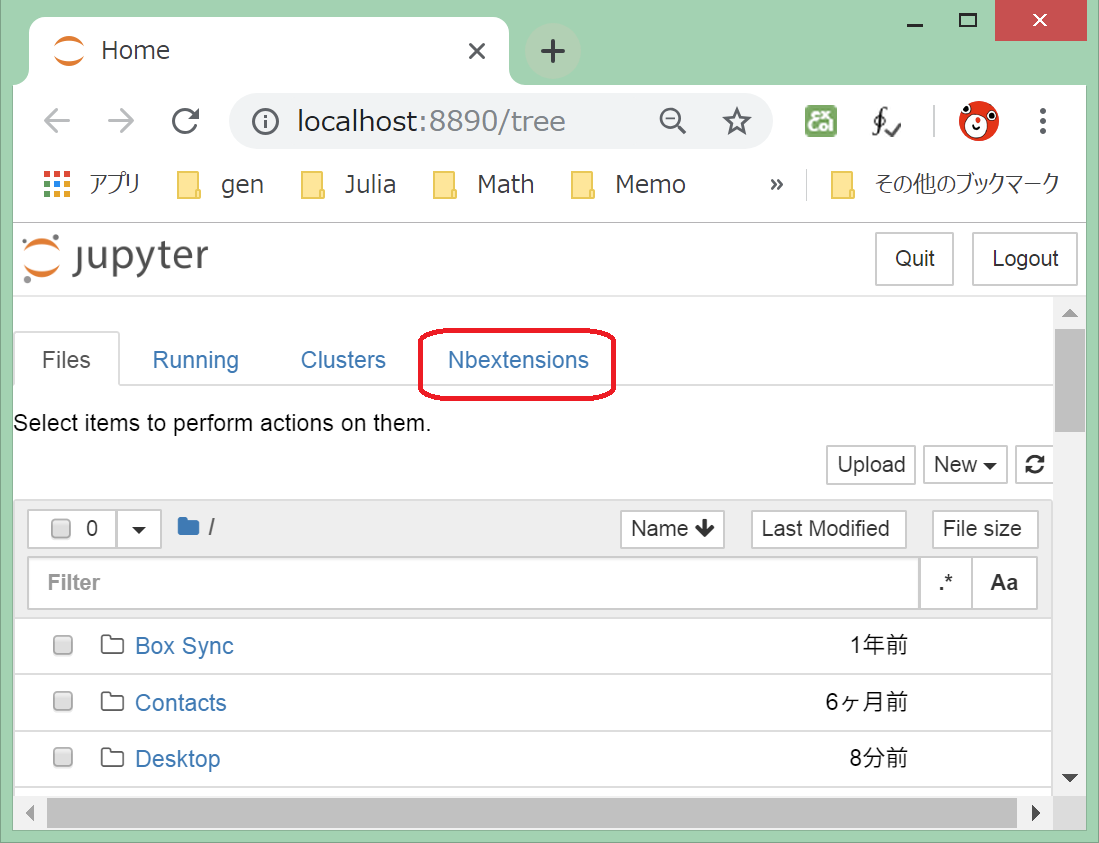 Home
localhost:8890/tree
EX
Col
アプリ gen Julia Math Memo » その他のブックマーク
jupyter Quit Logout
Files Running Clusters Nbextensions
Select items to perform actions on them.
Upload New
0 / Name Last Modified File size
Filter .* Aa
Box Sync 1年前
Contacts 6ヶ月前
Desktop 8分前